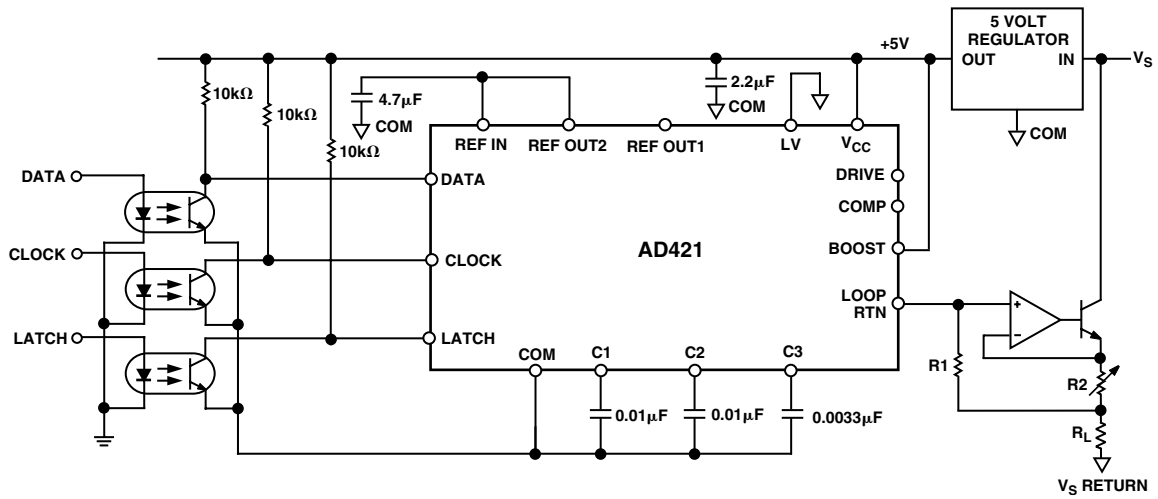 5 VOLT
REGULATOR
OUT IN
+5V
V_S
COM
10kΩ
10kΩ
10kΩ
4.7μF
COM
2.2μF
COM
REF IN
REF OUT2
REF OUT1
LV
V_CC
DATA
DATA
DRIVE
COMP
CLOCK
CLOCK
AD421
BOOST
LOOP
RTN
LATCH
LATCH
COM
C1
C2
C3
0.01μF
0.01μF
0.0033μF
+
–
R1
R2
R_L
V_S RETURN